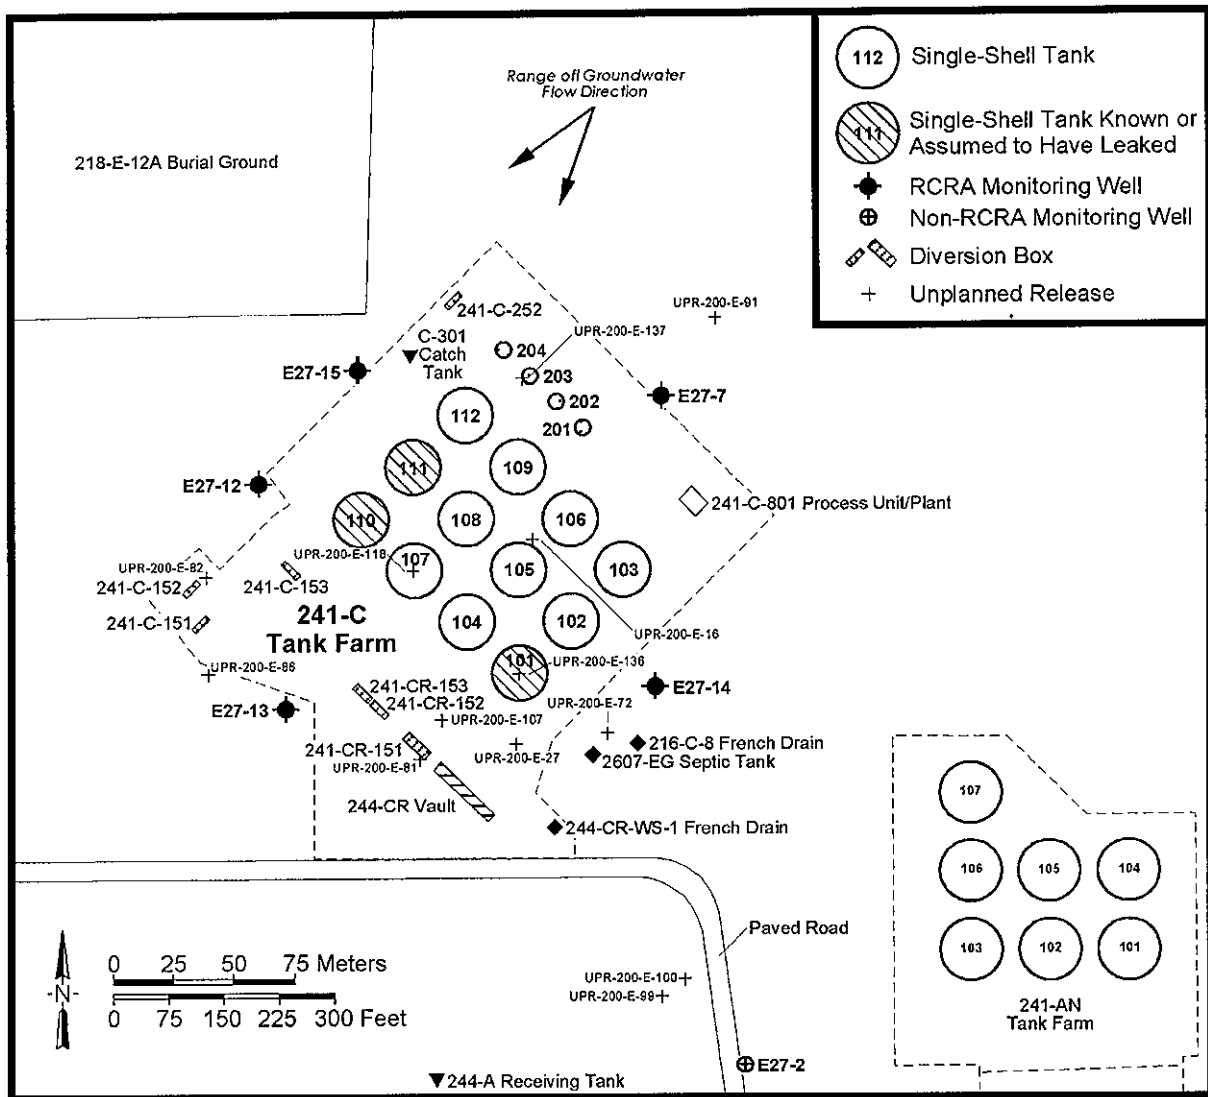 112 Single-Shell Tank
111 Single-Shell Tank Known or
Assumed to Have Leaked
RCRA Monitoring Well
Non-RCRA Monitoring Well
Diversion Box
Unplanned Release
Range off Groundwater
Flow Direction
218-E-12A Burial Ground
241-C-252
UPR-200-E-91
UPR-200-E-137
C-301
Catch
Tank
204
203
202
201
E27-15
E27-7
112
111
109
E27-12
110
108
106
241-C-801 Process Unit/Plant
UPR-200-E-118
107
105
103
UPR-200-E-82
241-C-152
241-C-153
241-C-151
241-C
Tank Farm
104
102
UPR-200-E-16
UPR-200-E-86
101
UPR-200-E-136
E27-14
E27-13
241-CR-153
241-CR-152
UPR-200-E-72
UPR-200-E-107
241-CR-151
UPR-200-E-81
UPR-200-E-27
216-C-8 French Drain
2607-EG Septic Tank
244-CR Vault
244-CR-WS-1 French Drain
107
106
105
104
103
102
101
241-AN
Tank Farm
Paved Road
UPR-200-E-100
UPR-200-E-99
E27-2
244-A Receiving Tank
N
0 25 50 75 Meters
0 75 150 225 300 Feet